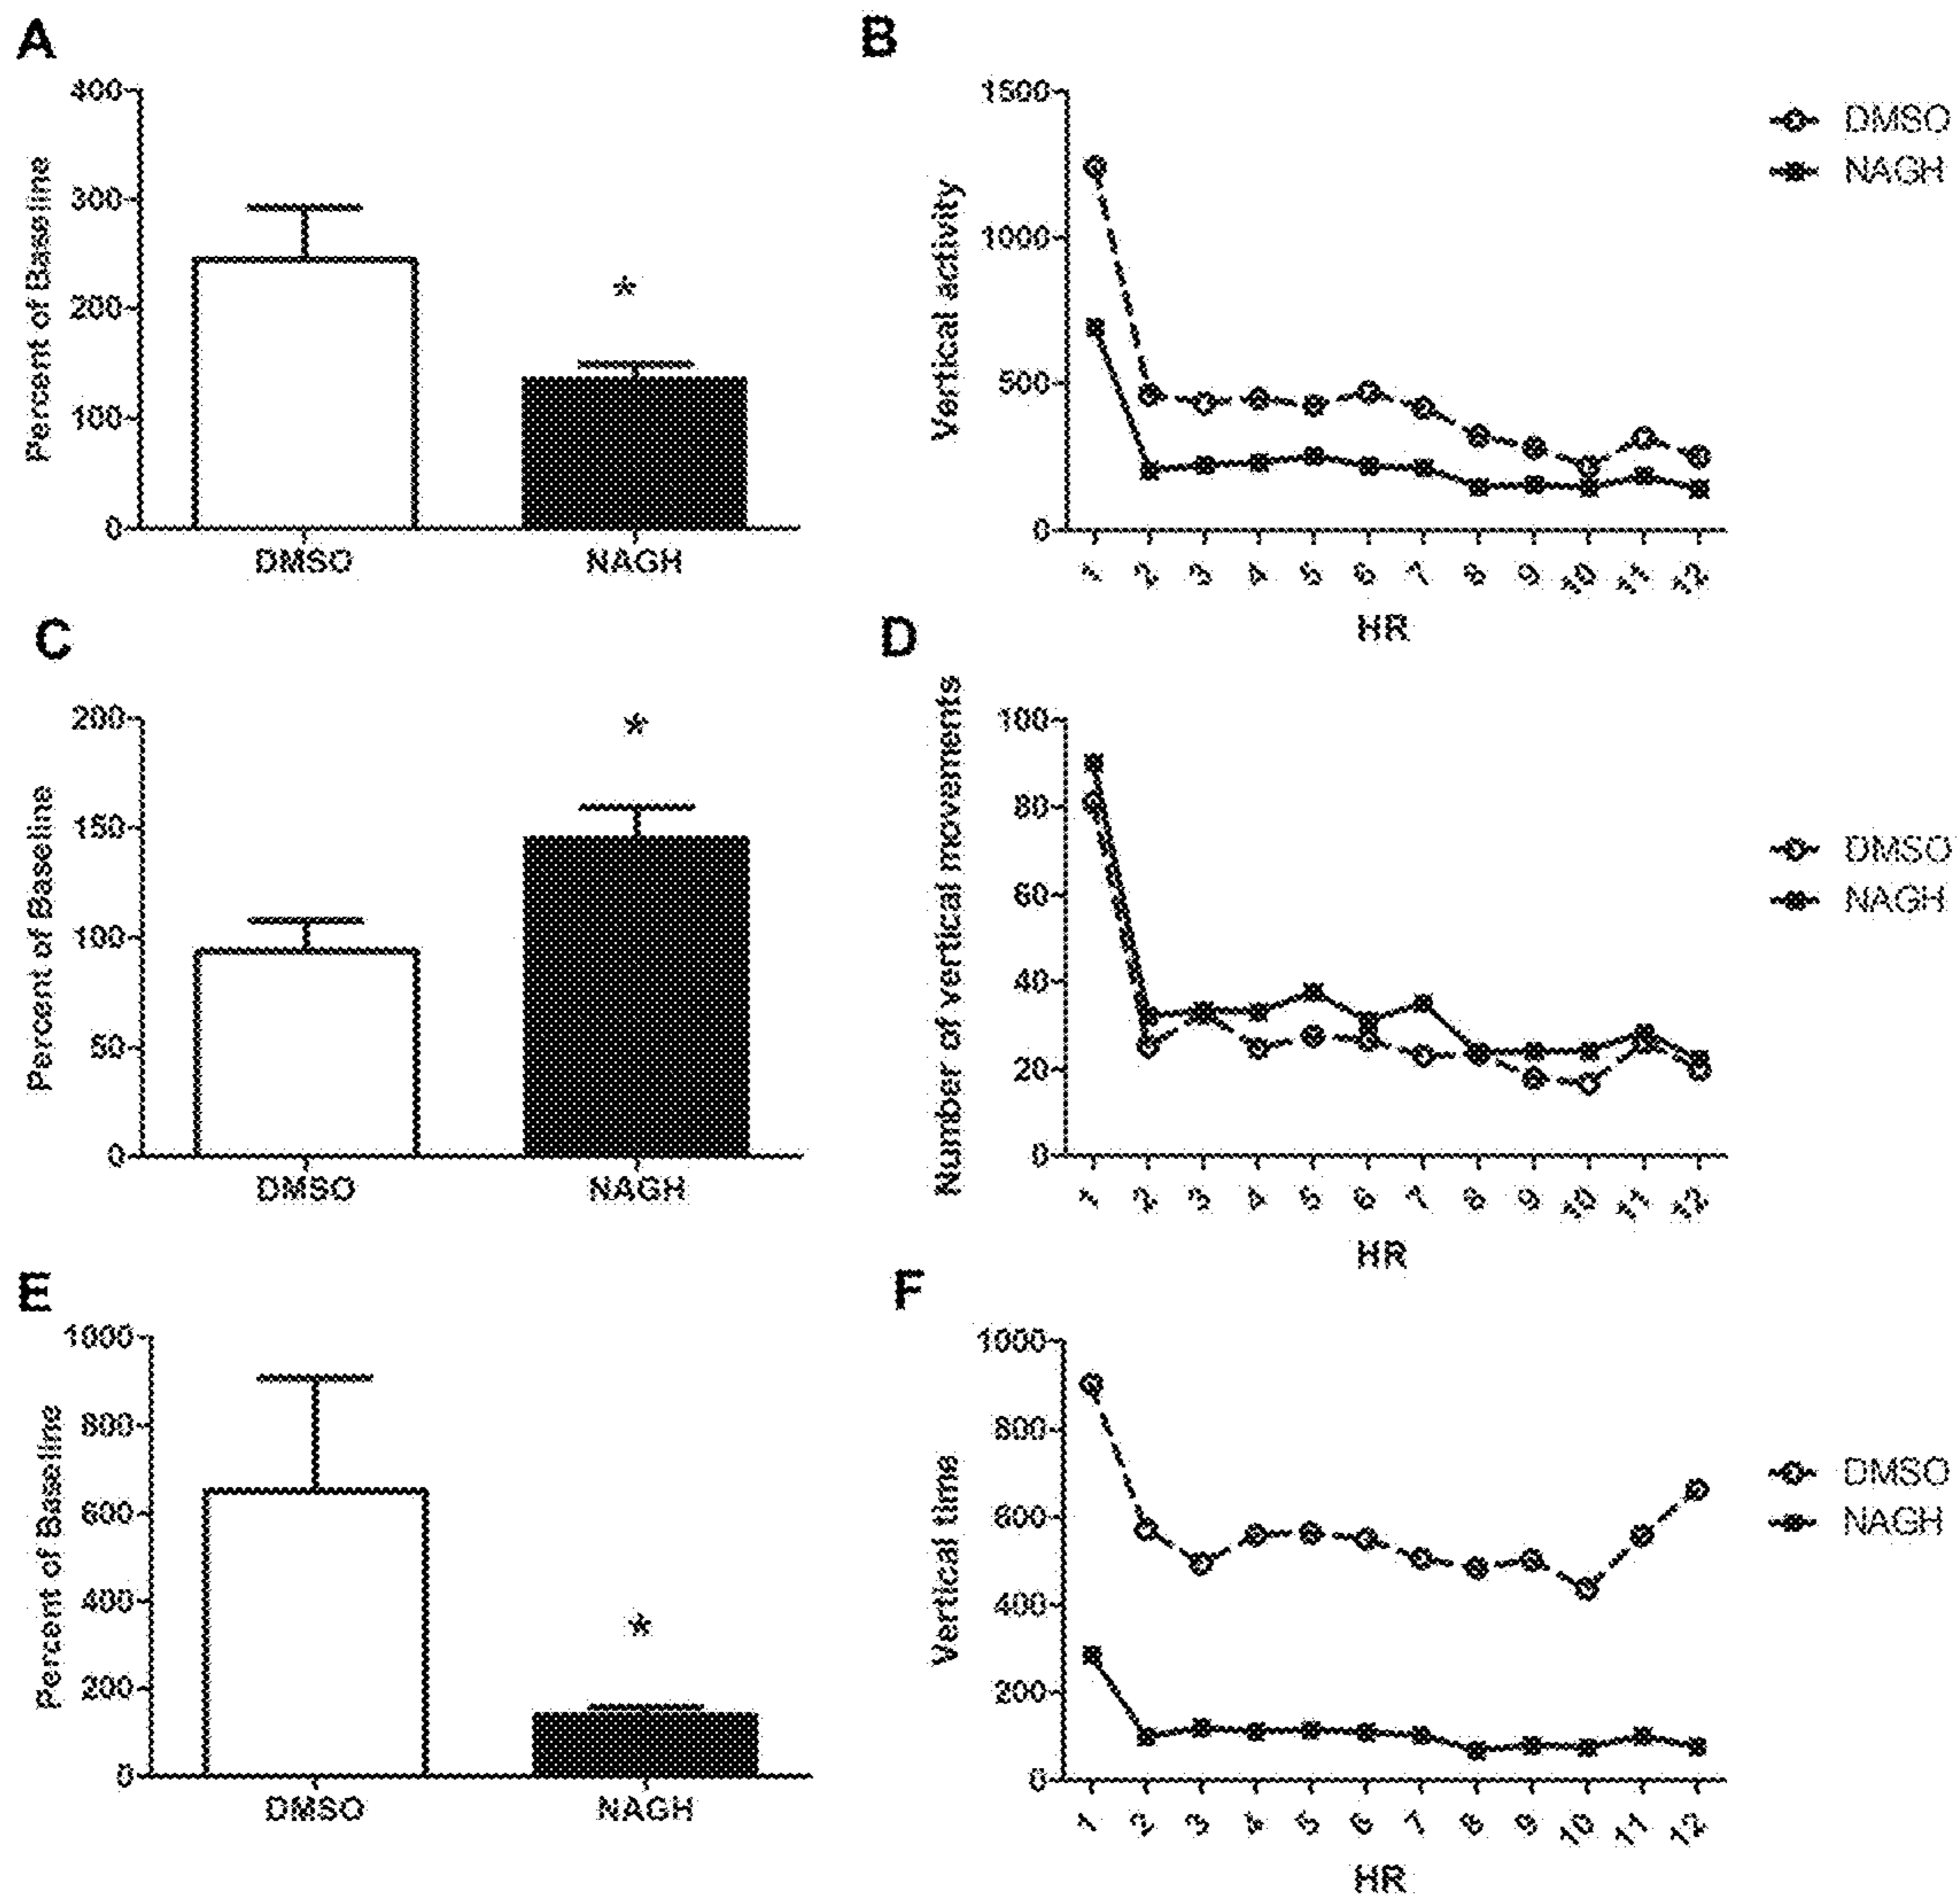 A
Percent of Baseline
400
300
200
100
0
DMSO
NAGH
*
B
Vertical activity
1500
1000
500
0
1 2 3 4 5 6 7 8 9 10 11 12
HR
DMSO
NAGH
C
Percent of Baseline
200
150
100
50
0
DMSO
NAGH
*
D
Number of vertical movements
100
80
60
40
20
0
1 2 3 4 5 6 7 8 9 10 11 12
HR
DMSO
NAGH
E
Percent of Baseline
1000
800
600
400
200
0
DMSO
NAGH
*
F
Vertical time
1000
800
600
400
200
0
1 2 3 4 5 6 7 8 9 10 11 12
HR
DMSO
NAGH